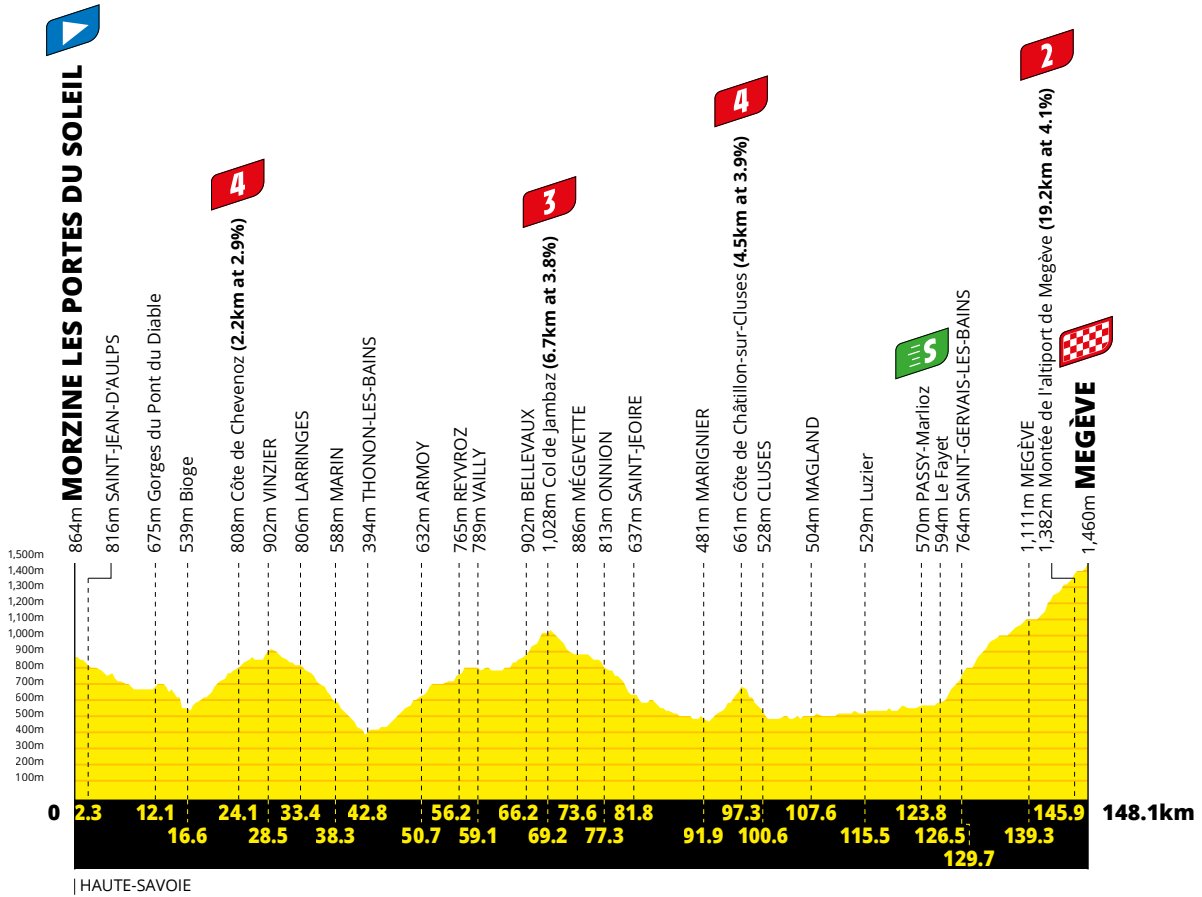 864m MORZINE LES PORTES DU SOLEIL
816m SAINT-JEAN-D'AULPS
675m Gorges du Pont du Diable
539m Bioge
4
808m Côte de Chevenoz (2.2km at 2.9%)
902m VINZIER
806m LARRINGES
588m MARIN
394m THONON-LES-BAINS
632m ARMOY
765m REYVROZ
789m VAILLY
902m BELLEVAUX
3
1,028m Col de Jambaz (6.7km at 3.8%)
886m MÉGEVETTE
813m ONNION
637m SAINT-JEOIRE
481m MARIGNIER
4
661m Côte de Châtillon-sur-Cluses (4.5km at 3.9%)
528m CLUSES
504m MAGLAND
529m Luzier
S
570m PASSY-Marlioz
594m Le Fayet
764m SAINT-GERVAIS-LES-BAINS
1,111m MEGÈVE
2
1,382m Montée de l'altiport de Megève (19.2km at 4.1%)
1,460m MEGÈVE
1,500m
1,400m
1,300m
1,200m
1,100m
1,000m
900m
800m
700m
600m
500m
400m
300m
200m
100m
0 2.3 12.1 24.1 33.4 42.8 56.2 66.2 73.6 81.8 97.3 107.6 123.8 145.9 148.1km
16.6 28.5 38.3 50.7 59.1 69.2 77.3 91.9 100.6 115.5 126.5 139.3
129.7
HAUTE-SAVOIE